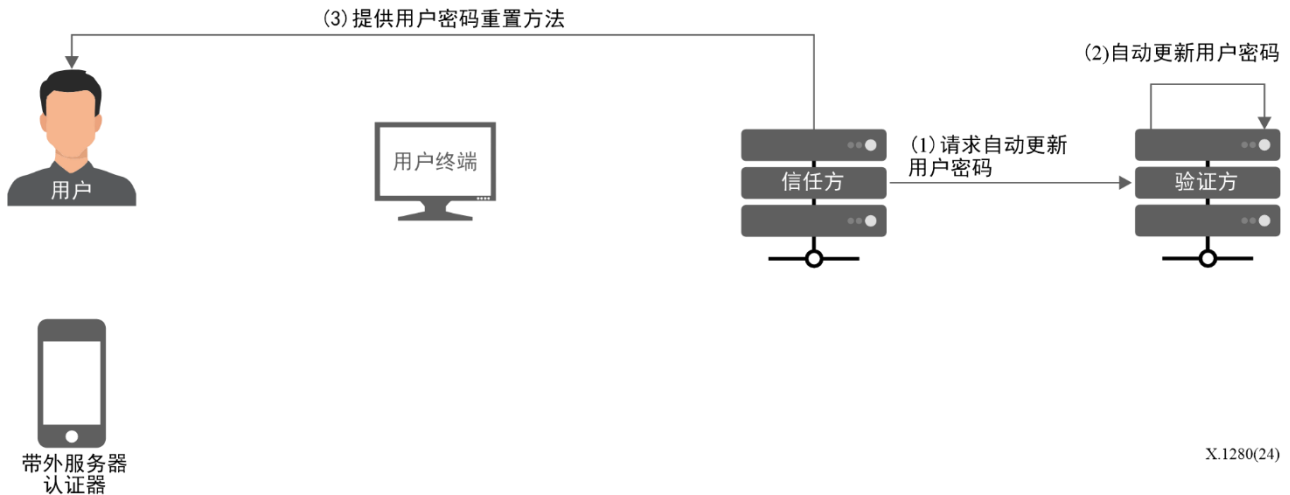 (3)提供用户密码重置方法
(2)自动更新用户密码
用户
用户终端
信任方
(1)请求自动更新
用户密码
验证方
带外服务器
认证器
X.1280(24)